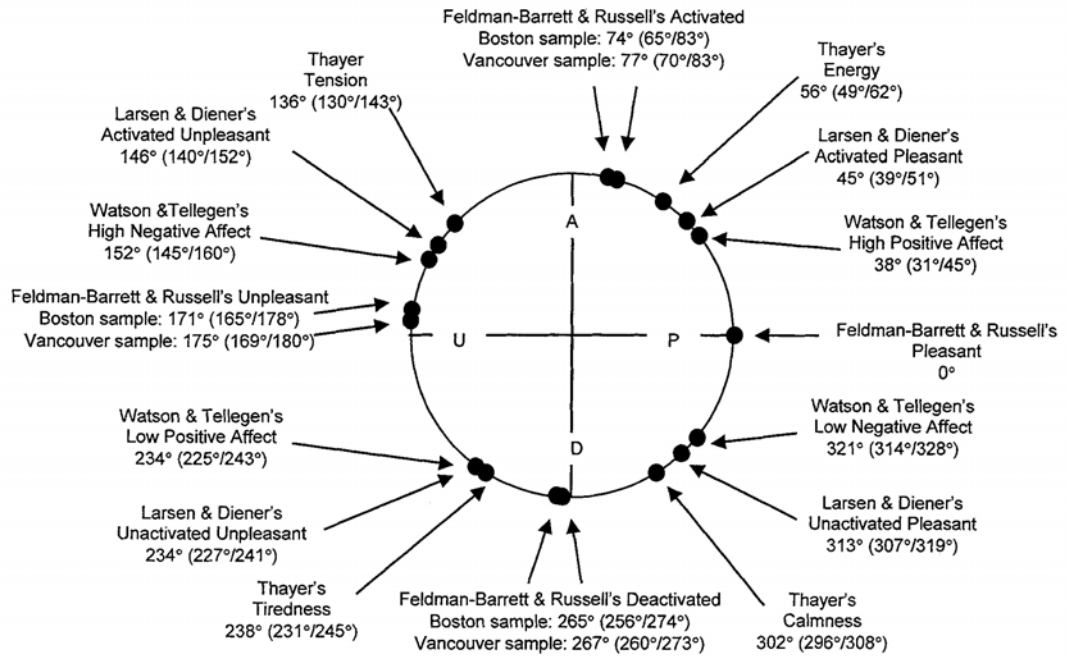 Feldman-Barrett & Russell's Activated
Boston sample: 74° (65°/83°)
Vancouver sample: 77° (70°/83°)
Thayer
Tension
136° (130°/143°)
Thayer's
Energy
56° (49°/62°)
Larsen & Diener's
Activated Unpleasant
146° (140°/152°)
Larsen & Diener's
Activated Pleasant
45° (39°/51°)
Watson &Tellegen's
High Negative Affect
152° (145°/160°)
A
Watson & Tellegen's
High Positive Affect
38° (31°/45°)
Feldman-Barrett & Russell's Unpleasant
Boston sample: 171° (165°/178°)
Vancouver sample: 175° (169°/180°)
U
P
Feldman-Barrett & Russell's
Pleasant
0°
Watson & Tellegen's
Low Positive Affect
234° (225°/243°)
D
Watson & Tellegen's
Low Negative Affect
321° (314°/328°)
Larsen & Diener's
Unactivated Unpleasant
234° (227°/241°)
Larsen & Diener's
Unactivated Pleasant
313° (307°/319°)
Thayer's
Tiredness
238° (231°/245°)
Feldman-Barrett & Russell's Deactivated
Boston sample: 265° (256°/274°)
Vancouver sample: 267° (260°/273°)
Thayer's
Calmness
302° (296°/308°)